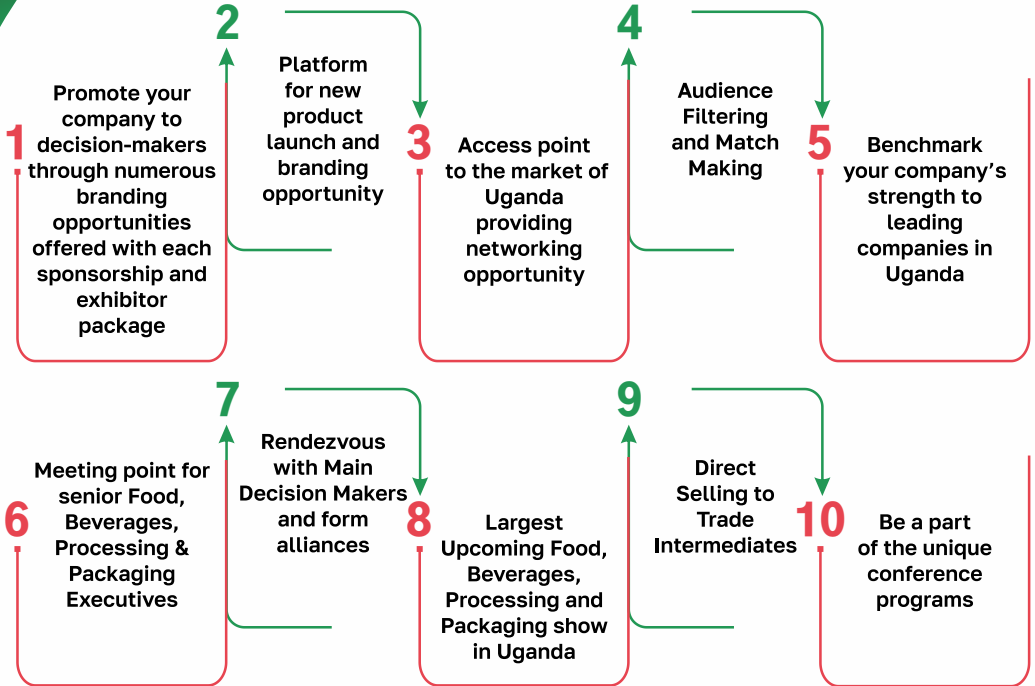 1
Promote your
company to
decision-makers
through numerous
branding
opportunities
offered with each
sponsorship and
exhibitor
package
2
Platform
for new
product
launch and
branding
opportunity
3
Access point
to the market of
Uganda
providing
networking
opportunity
4
Audience
Filtering
and Match
Making
5
Benchmark
your company’s
strength to
leading
companies in
Uganda
6
Meeting point for
senior Food,
Beverages,
Processing &
Packaging
Executives
7
Rendezvous
with Main
Decision Makers
and form
alliances
8
Largest
Upcoming Food,
Beverages,
Processing and
Packaging show
in Uganda
9
Direct
Selling to
Trade
Intermediates
10
Be a part
of the unique
conference
programs